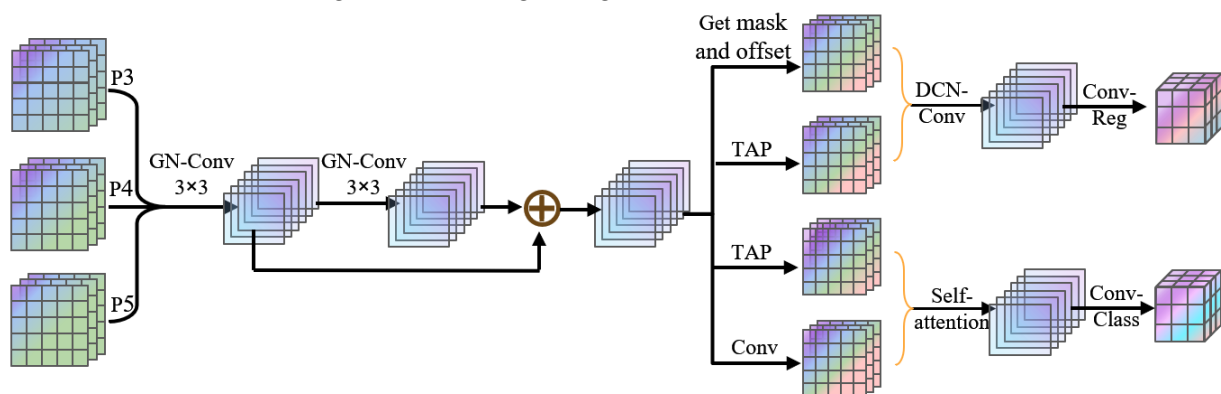 P3
P4
P5
GN-Conv
3×3
GN-Conv
3×3
Get mask
and offset
TAP
TAP
Conv
DCN-
Conv
Conv-
Reg
Self-
attention
Conv-
Class